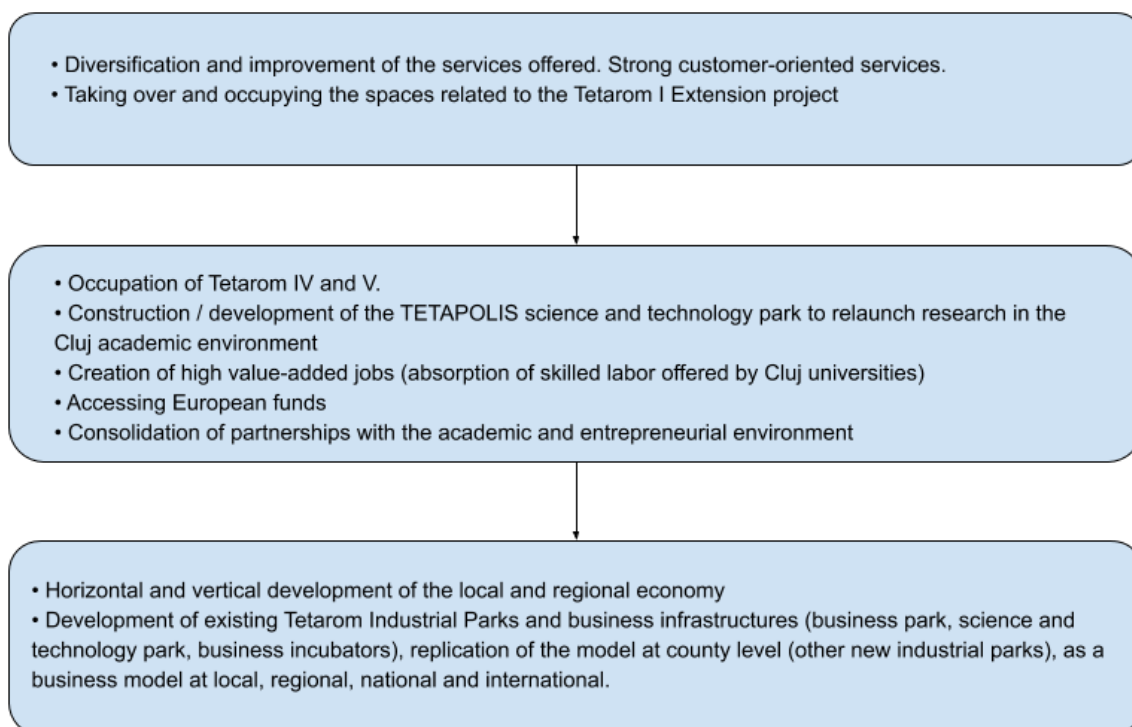 • Diversification and improvement of the services offered. Strong customer-oriented services.
• Taking over and occupying the spaces related to the Tetarom I Extension project
• Occupation of Tetarom IV and V.
• Construction / development of the TETAPOLIS science and technology park to relaunch research in the
Cluj academic environment
• Creation of high value-added jobs (absorption of skilled labor offered by Cluj universities)
• Accessing European funds
• Consolidation of partnerships with the academic and entrepreneurial environment
• Horizontal and vertical development of the local and regional economy
• Development of existing Tetarom Industrial Parks and business infrastructures (business park, science and
technology park, business incubators), replication of the model at county level (other new industrial parks), as a
business model at local, regional, national and international.